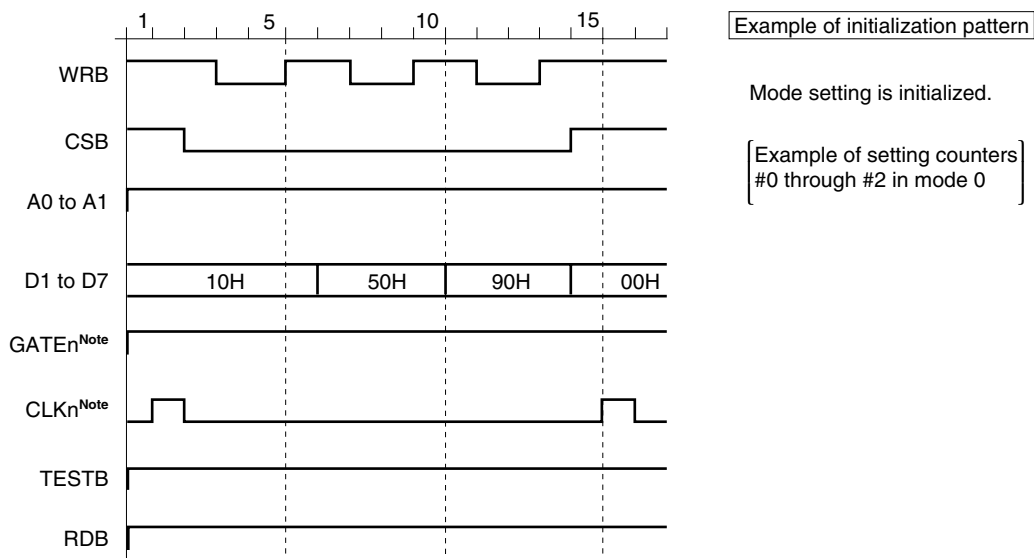 1 5 10 15
Example of initialization pattern
WRB
Mode setting is initialized.
CSB
Example of setting counters
#0 through #2 in mode 0
A0 to A1
D1 to D7 10H 50H 90H 00H
GATEnNote
CLKnNote
TESTB
RDB